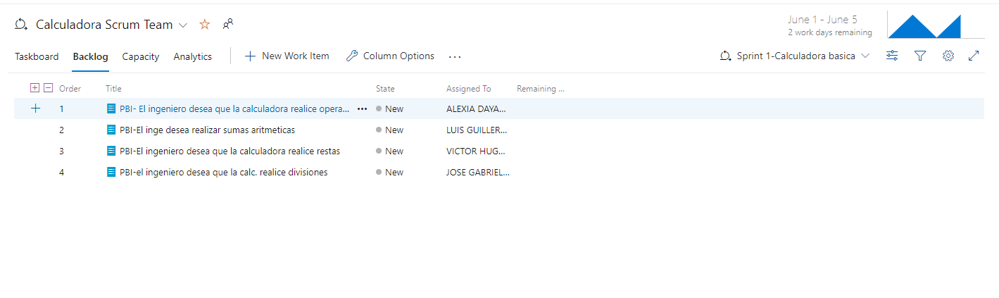 Calculadora Scrum Team
June 1 - June 5
2 work days remaining
Taskboard Backlog Capacity Analytics New Work Item Column Options ... Sprint 1-Calculadora basica
Order Title State Assigned To Remaining ...
1 PBI- El ingeniero desea que la calculadora realice opera... ... New ALEXIA DAYA...
2 PBI-El inge desea realizar sumas aritmeticas New LUIS GUILLER...
3 PBI-El ingeniero desea que la calculadora realice restas New VICTOR HUG...
4 PBI-el ingeniero desea que la calc. realice divisiones New JOSE GABRIEL...